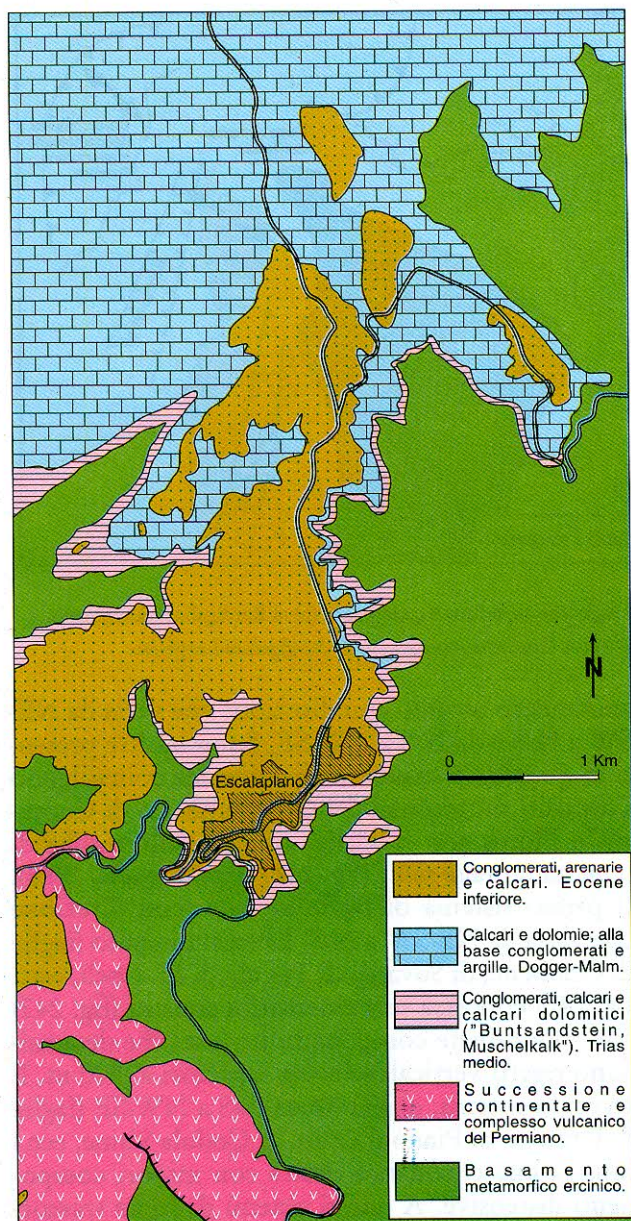 Escalaplano
N
0 1 Km
Conglomerati, arenarie
e calcari. Eocene
inferiore.
Calcari e dolomie; alla
base conglomerati e
argille. Dogger-Malm.
Conglomerati, calcari e
calcari dolomitici
("Buntsandstein,
Muschelkalk"). Trias
medio.
Successione
continentale e
complesso vulcanico
del Permiano.
Basamento
metamorfico ercinico.